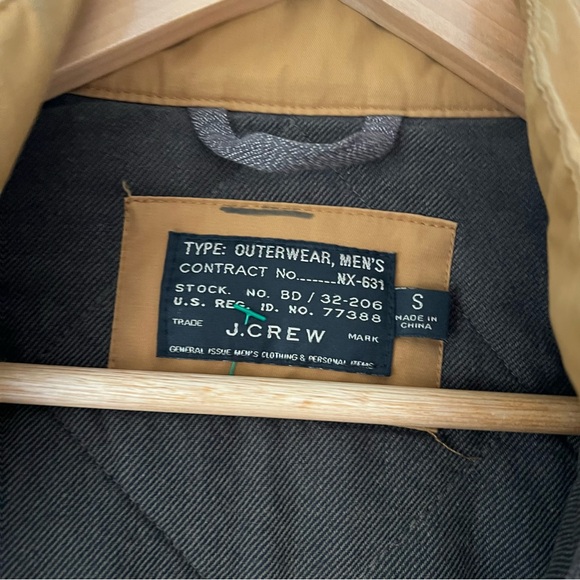 TYPE: OUTERWEAR, MEN'S
CONTRACT No.......NX-631
STOCK. NO. BD / 32-206
U.S. REG. ID. NO. 77388
TRADE J.CREW MARK
GENERAL ISSUE MEN'S CLOTHING & PERSONAL ITEMS
S
MADE IN
CHINA